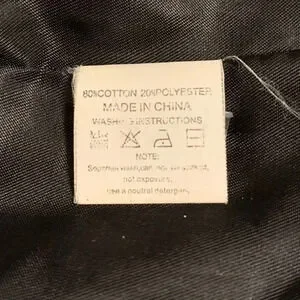 80%COTTON 20%POLYESTER
MADE IN CHINA
WASHING INSTRUCTIONS
NOTE:
not exposure,
use a neutral detergent